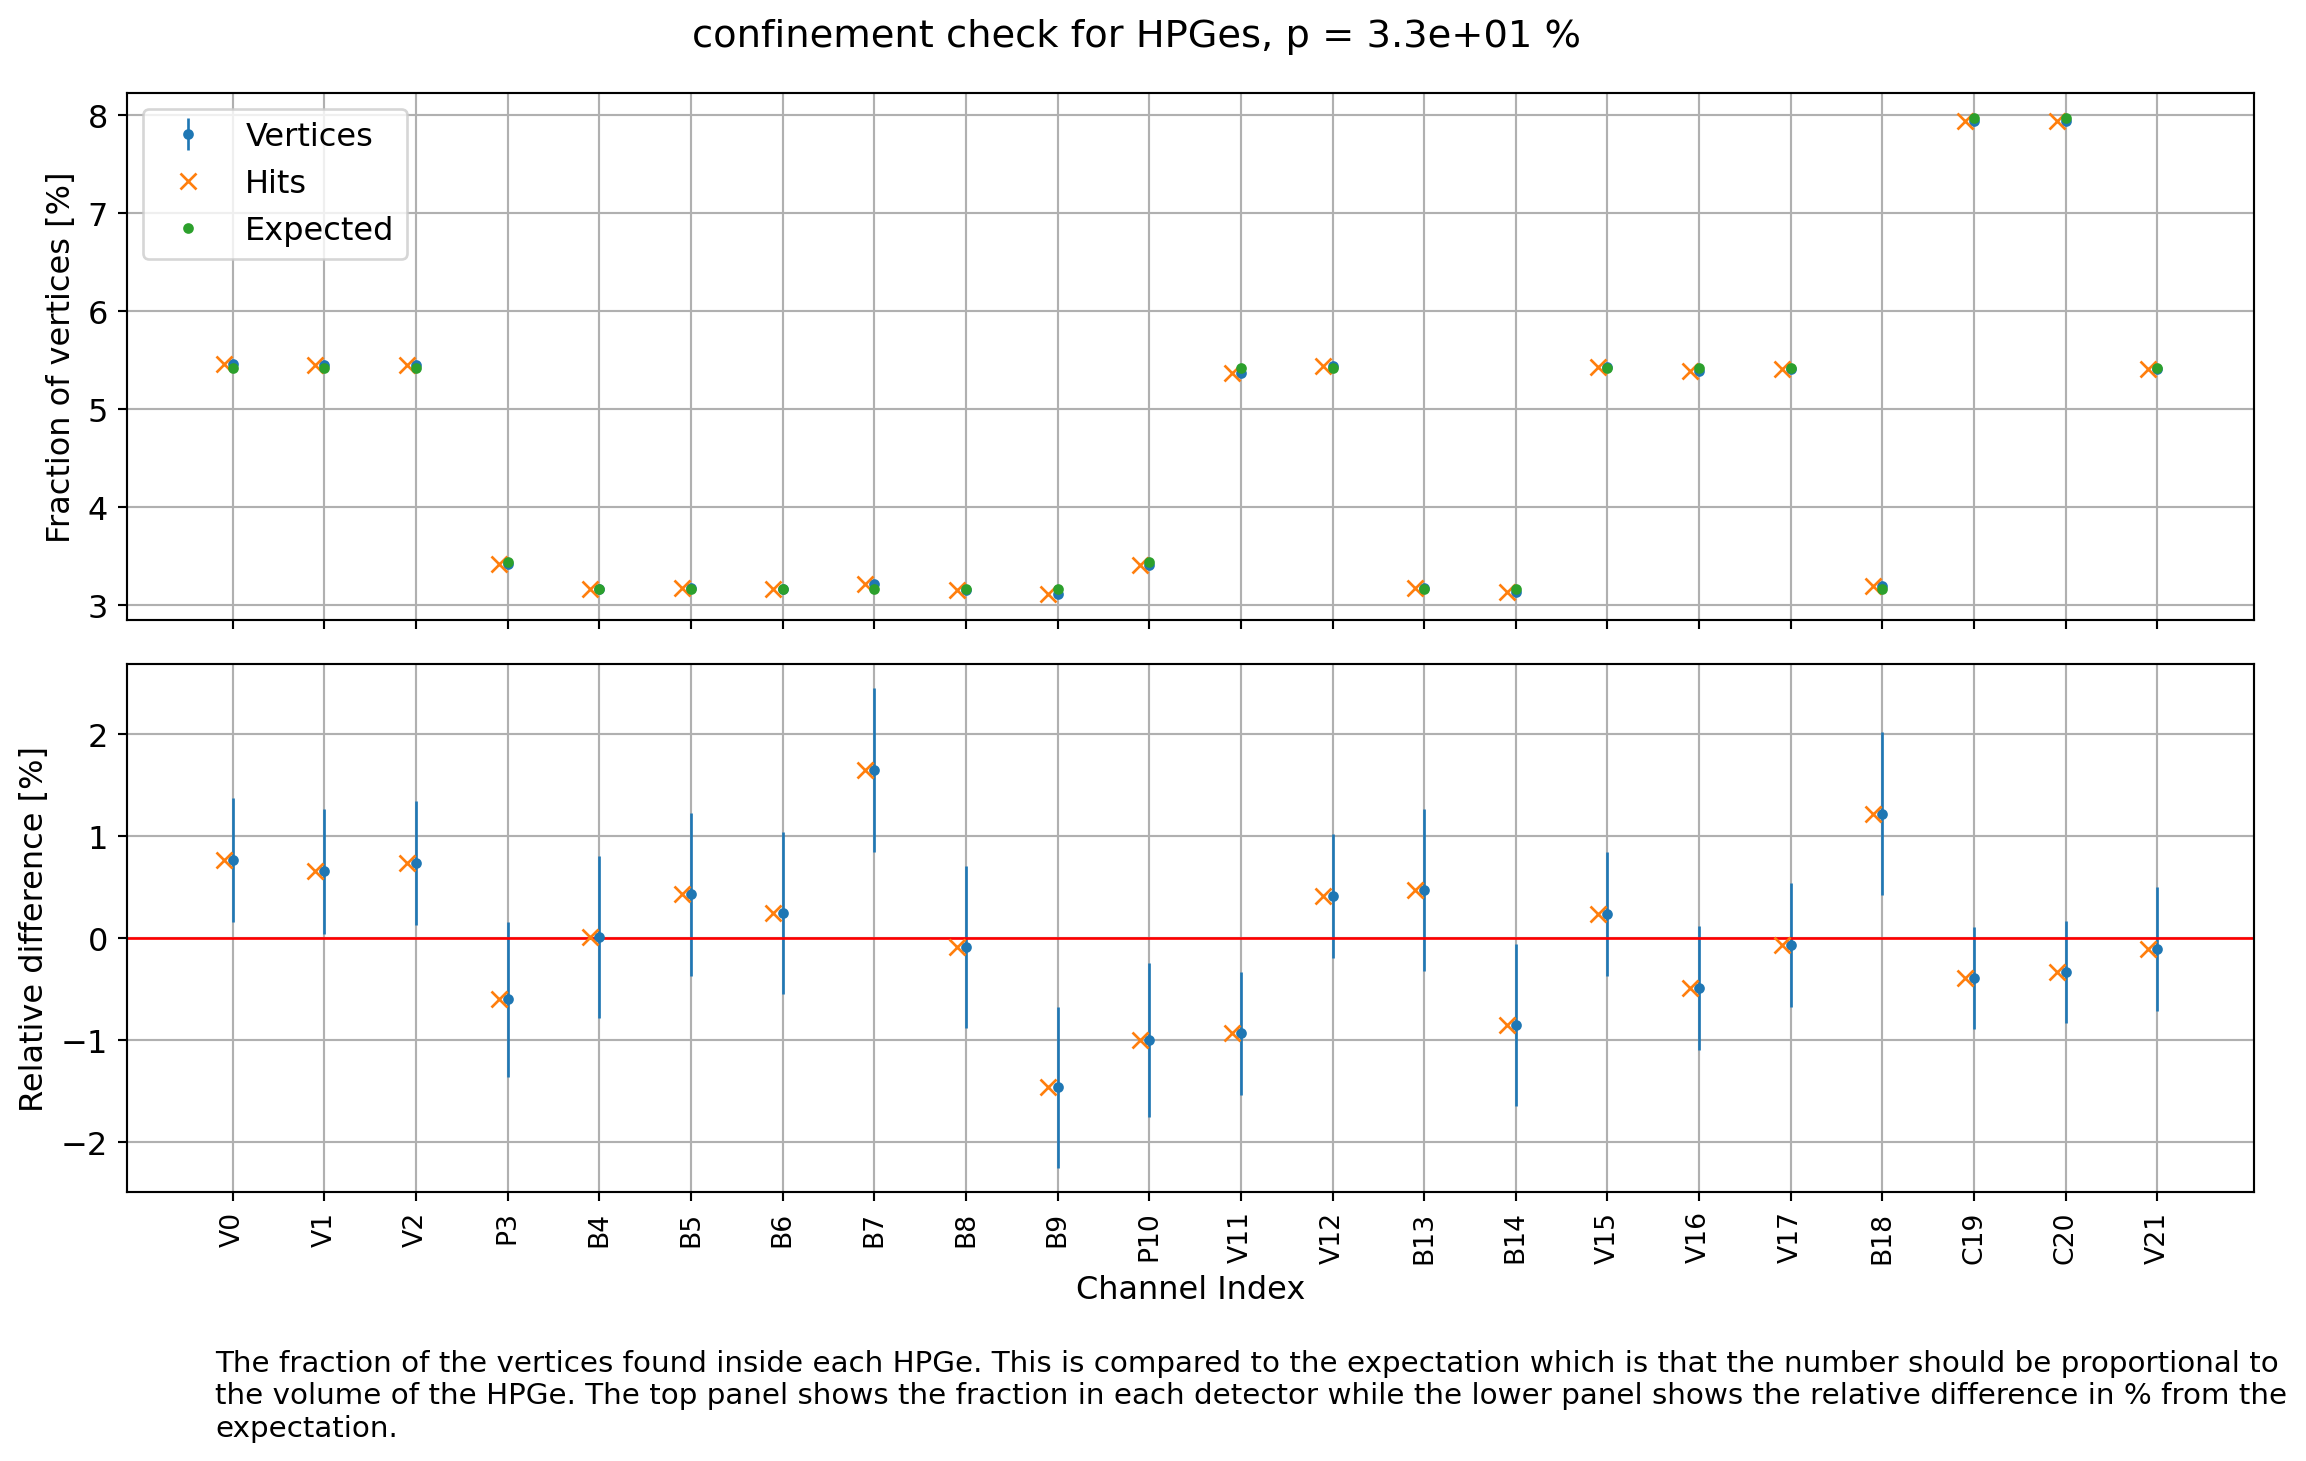 confinement check for HPGes, p = 3.3e+01 %
8
7
6
5
4
3
Fraction of vertices [%]
Vertices
Hits
Expected
2
1
0
−1
−2
Relative difference [%]
V0
V1
V2
P3
B4
B5
B6
B7
B8
B9
P10
V11
V12
B13
B14
V15
V16
V17
B18
C19
C20
V21
Channel Index
The fraction of the vertices found inside each HPGe. This is compared to the expectation which is that the number should be proportional to
the volume of the HPGe. The top panel shows the fraction in each detector while the lower panel shows the relative difference in % from the
expectation.